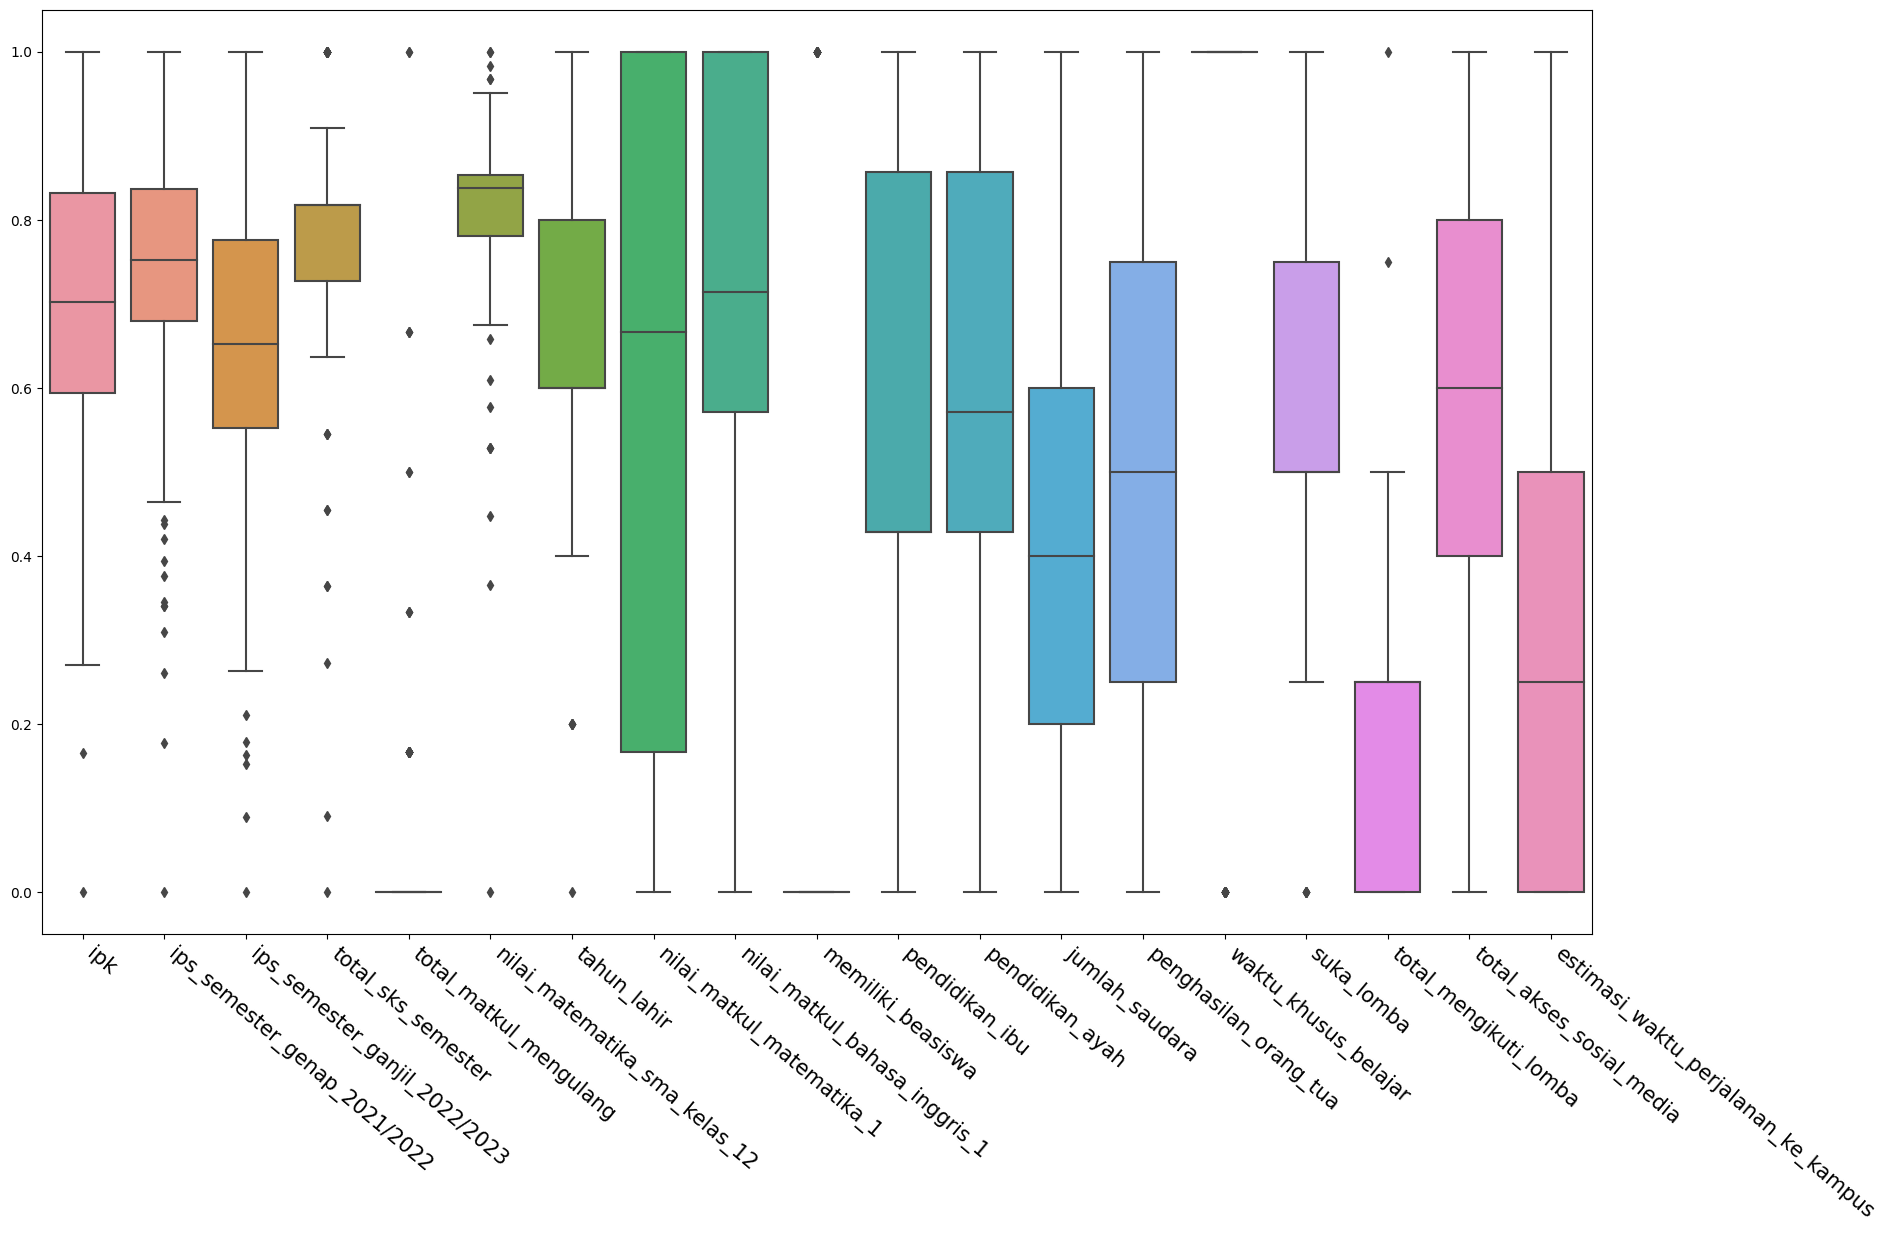 1.0
0.8
0.6
0.4
0.2
0.0
ipk
ips_semester_genap_2021/2022
ips_semester_ganjil_2022/2023
total_sks_semester
total_matkul_mengulang
nilai_matematika_sma_kelas_12
tahun_lahir
nilai_matkul_matematika_1
nilai_matkul_bahasa_inggris_1
memiliki_beasiswa
pendidikan_ibu
pendidikan_ayah
jumlah_saudara
penghasilan_orang_tua
waktu_khusus_belajar
suka_lomba
total_mengikuti_lomba
total_akses_sosial_media
estimasi_waktu_perjalanan_ke_kampus